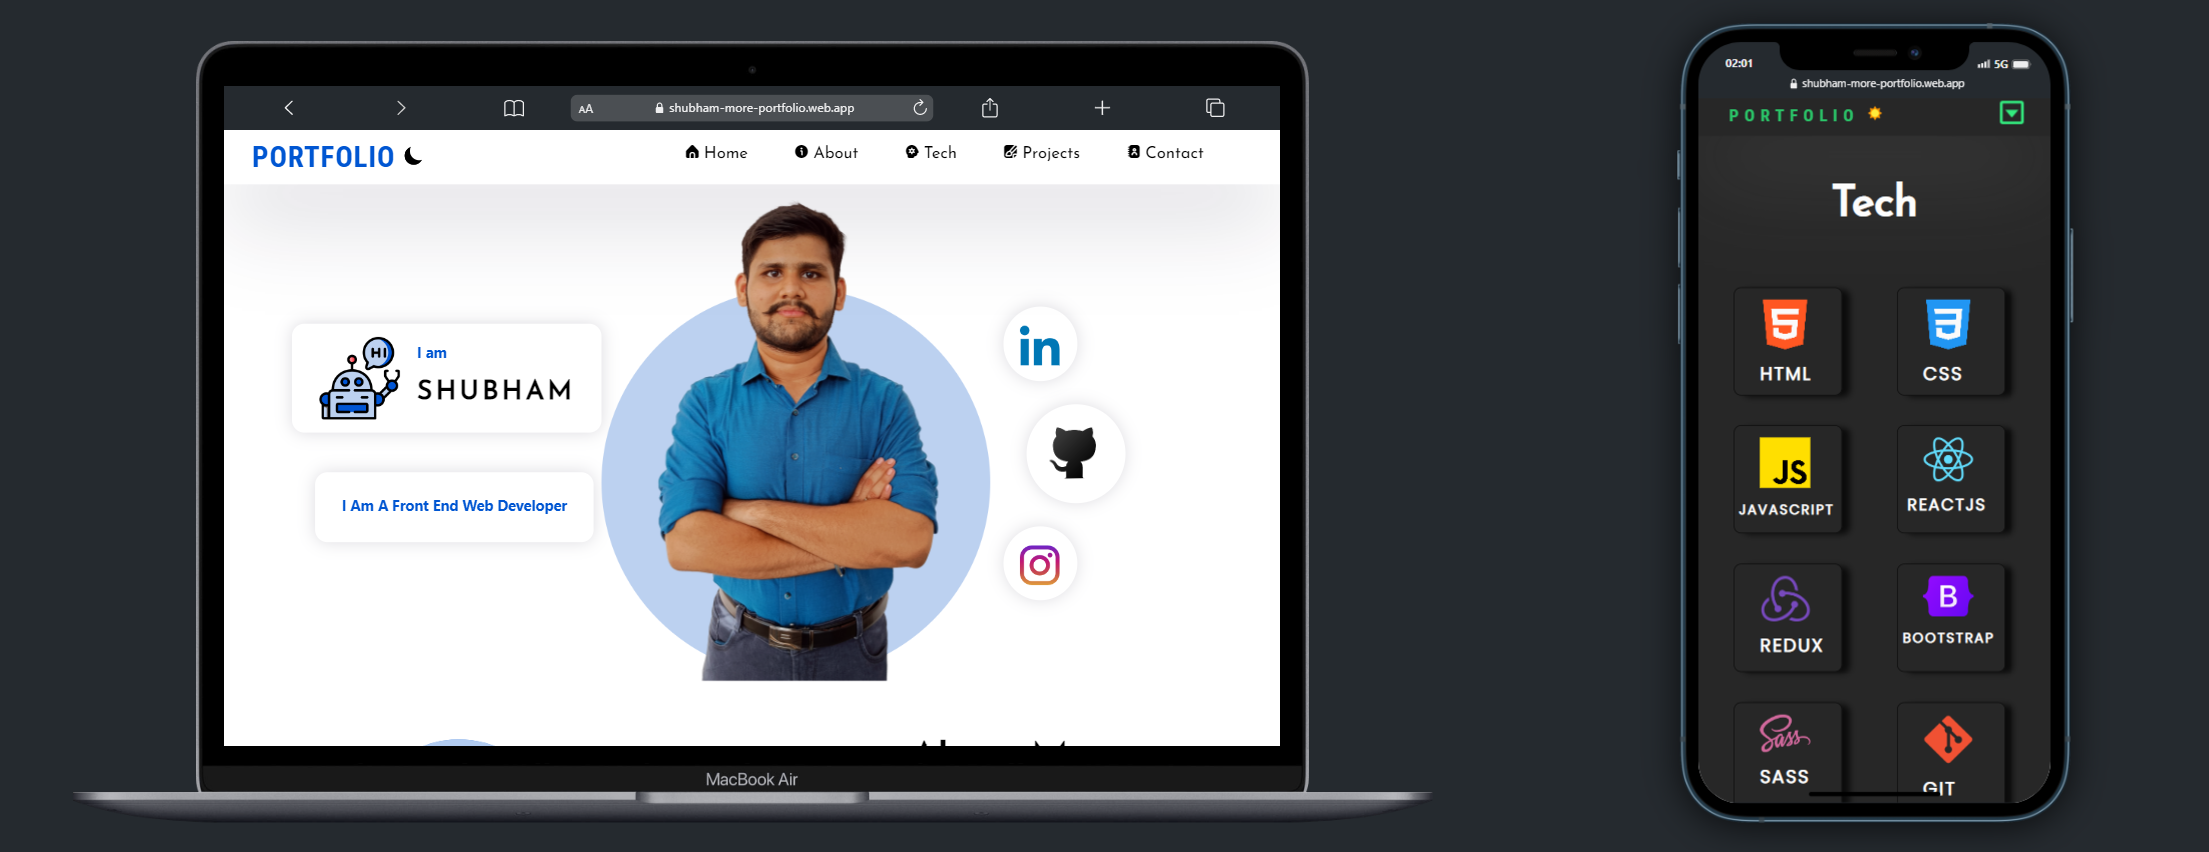 AA shubham-more-portfolio.web.app
PORTFOLIO Home About Tech Projects Contact
HI
I am
SHUBHAM
I Am A Front End Web Developer
in
MacBook Air
02:01 5G
shubham-more-portfolio.web.app
PORTFOLIO
Tech
5 3
HTML CSS
JS
JAVASCRIPT REACTJS
B
REDUX BOOTSTRAP
Sass
SASS GIT